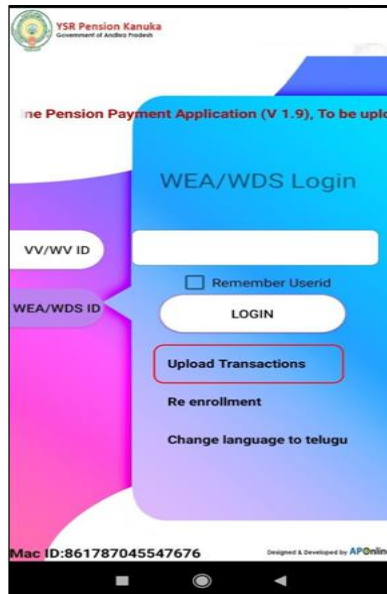 YSR Pension Kanuka
Government of Andhra Pradesh
ne Pension Payment Application (V 1.9), To be uplo
WEA/WDS Login
VV/WV ID
Remember Userid
WEA/WDS ID
LOGIN
Upload Transactions
Re enrollment
Change language to telugu
Mac ID:861787045547676
Designed & Developed by APOnline